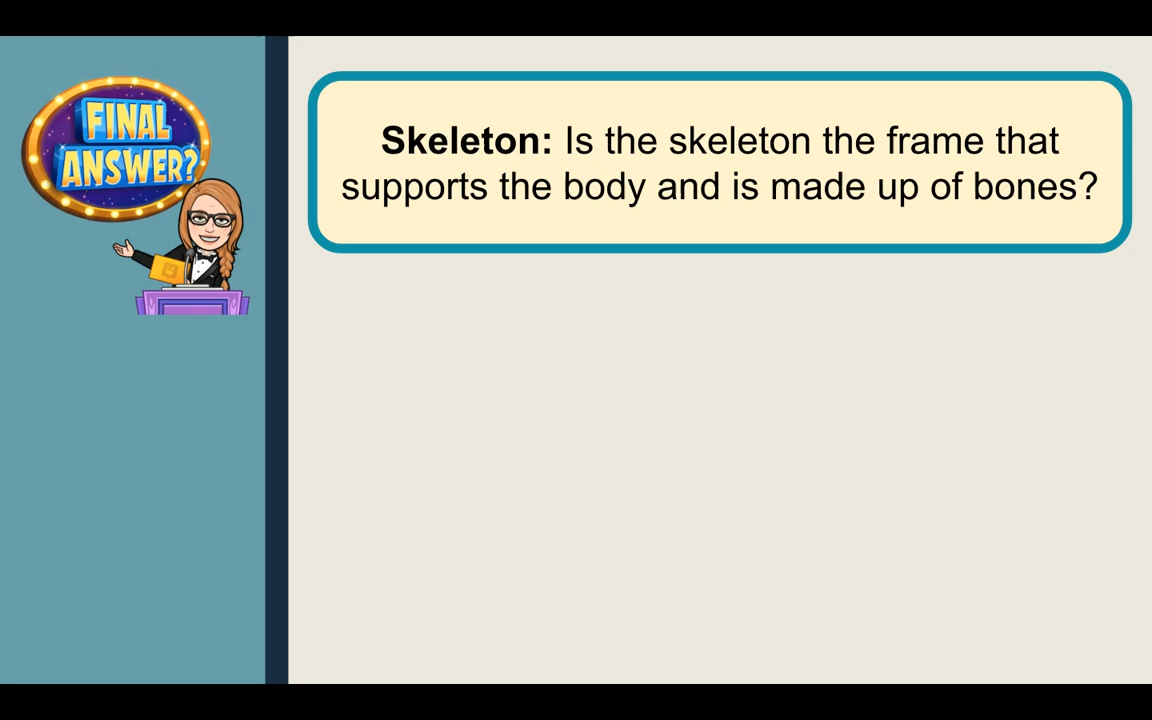 FINAL
ANSWER?
Skeleton: Is the skeleton the frame that
supports the body and is made up of bones?